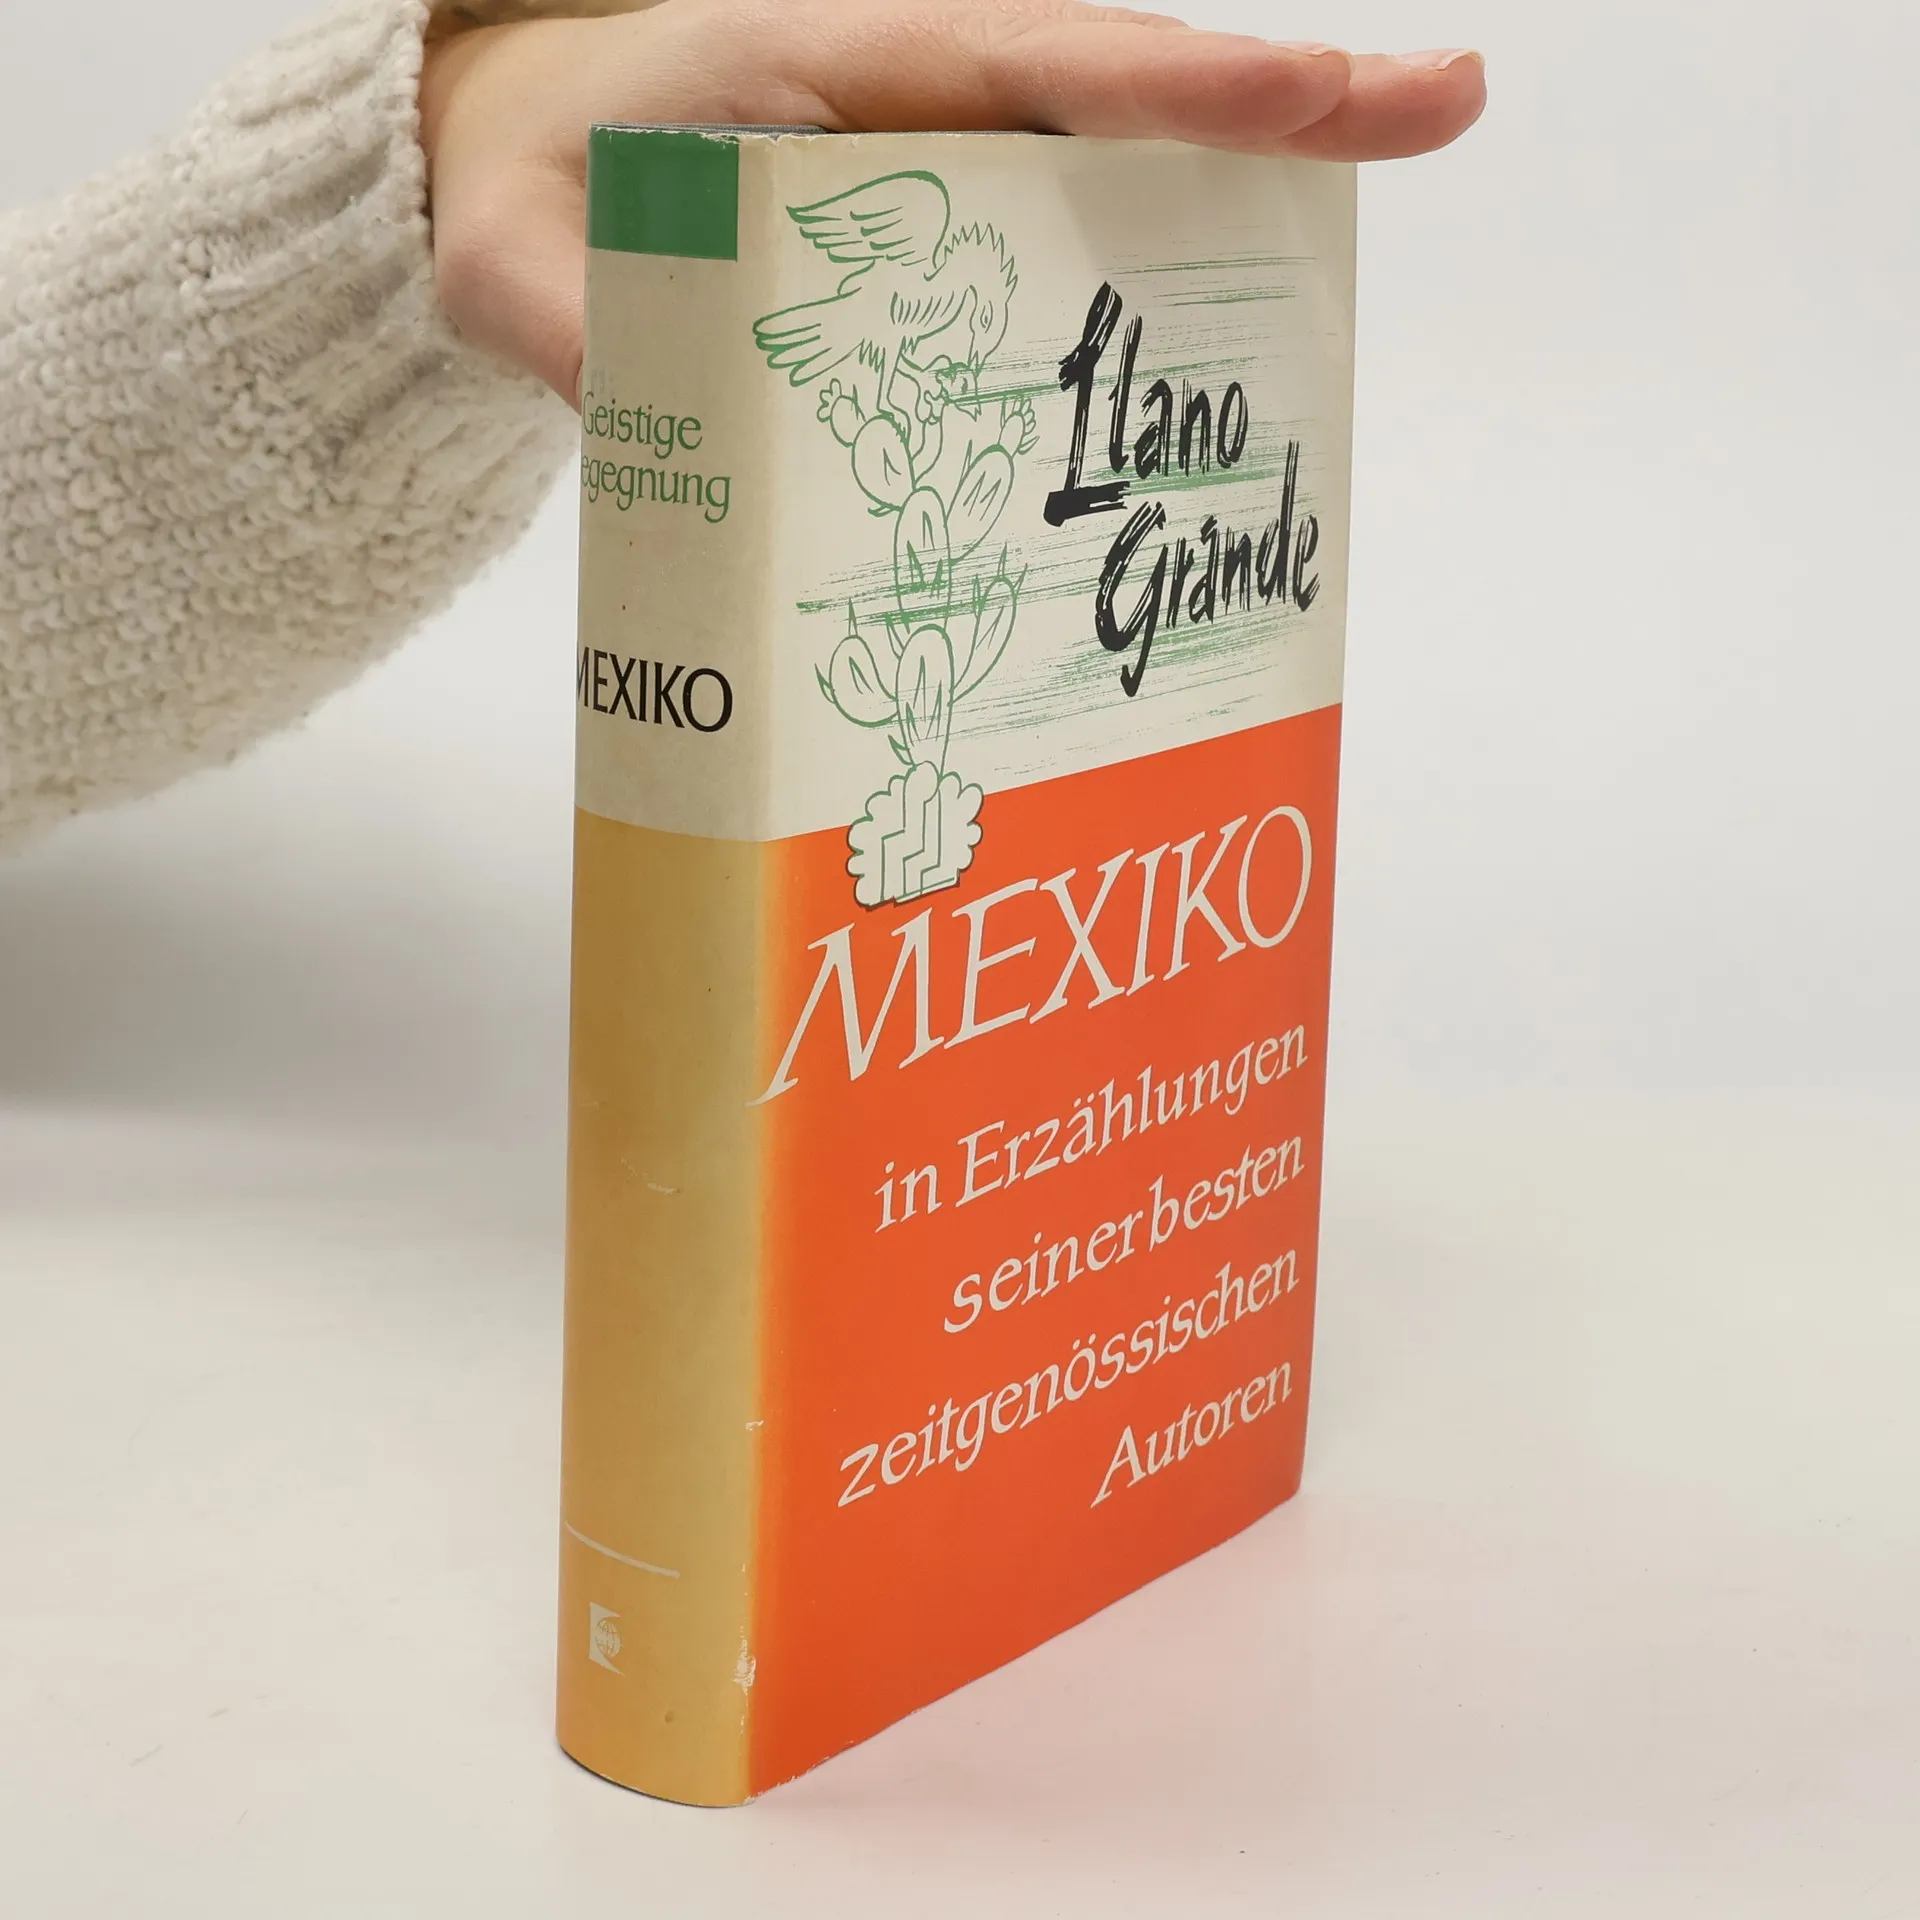 Geistige
egegnung
MEXIKO
Llano
Grande
MEXIKO
in Erzählungen
seiner besten
zeitgenössischen
Autoren